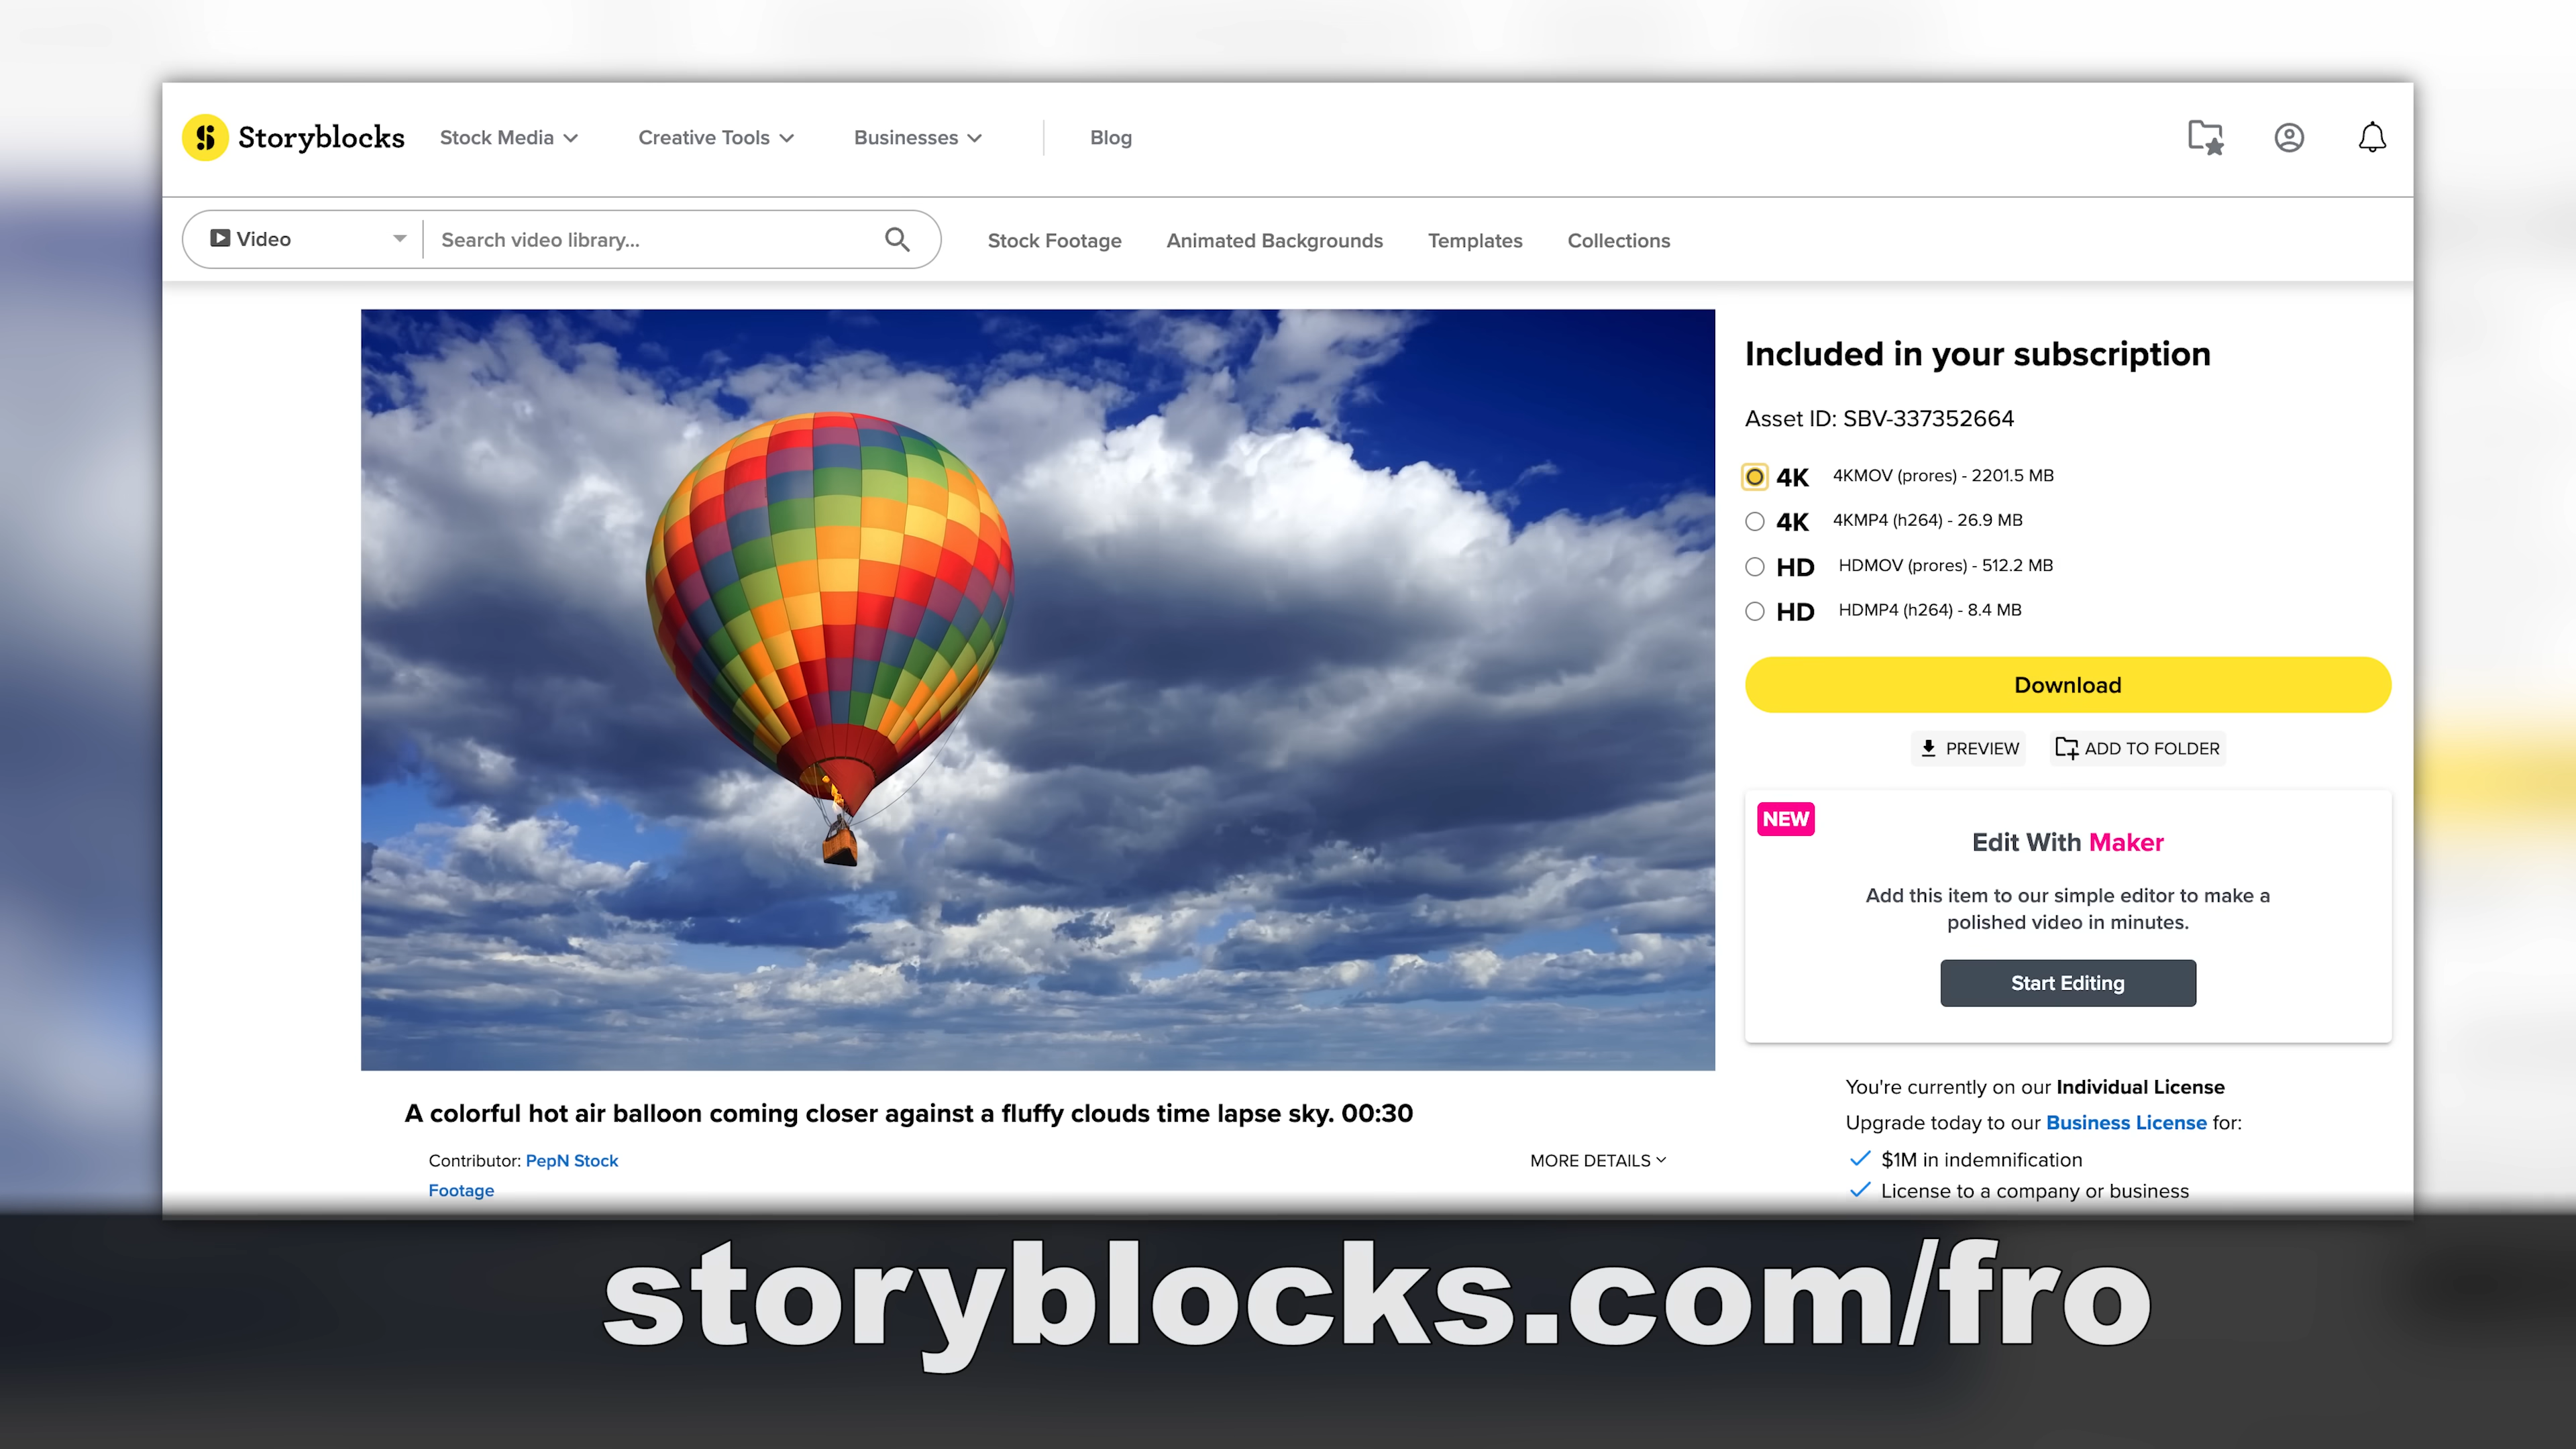 Storyblocks
Stock Media
Creative Tools
Businesses
Blog
Video
Search video library...
Stock Footage
Animated Backgrounds
Templates
Collections
Included in your subscription
Asset ID: SBV-337352664
4K 4KMOV (prores) - 2201.5 MB
4K 4KMP4 (h264) - 26.9 MB
HD HDMOV (prores) - 512.2 MB
HD HDMP4 (h264) - 8.4 MB
Download
PREVIEW
ADD TO FOLDER
NEW
Edit With Maker
Add this item to our simple editor to make a
polished video in minutes.
Start Editing
You're currently on our Individual License
Upgrade today to our Business License for:
$1M in indemnification
License to a company or business
A colorful hot air balloon coming closer against a fluffy clouds time lapse sky. 00:30
Contributor: PepN Stock
Footage
MORE DETAILS
storyblocks.com/fro